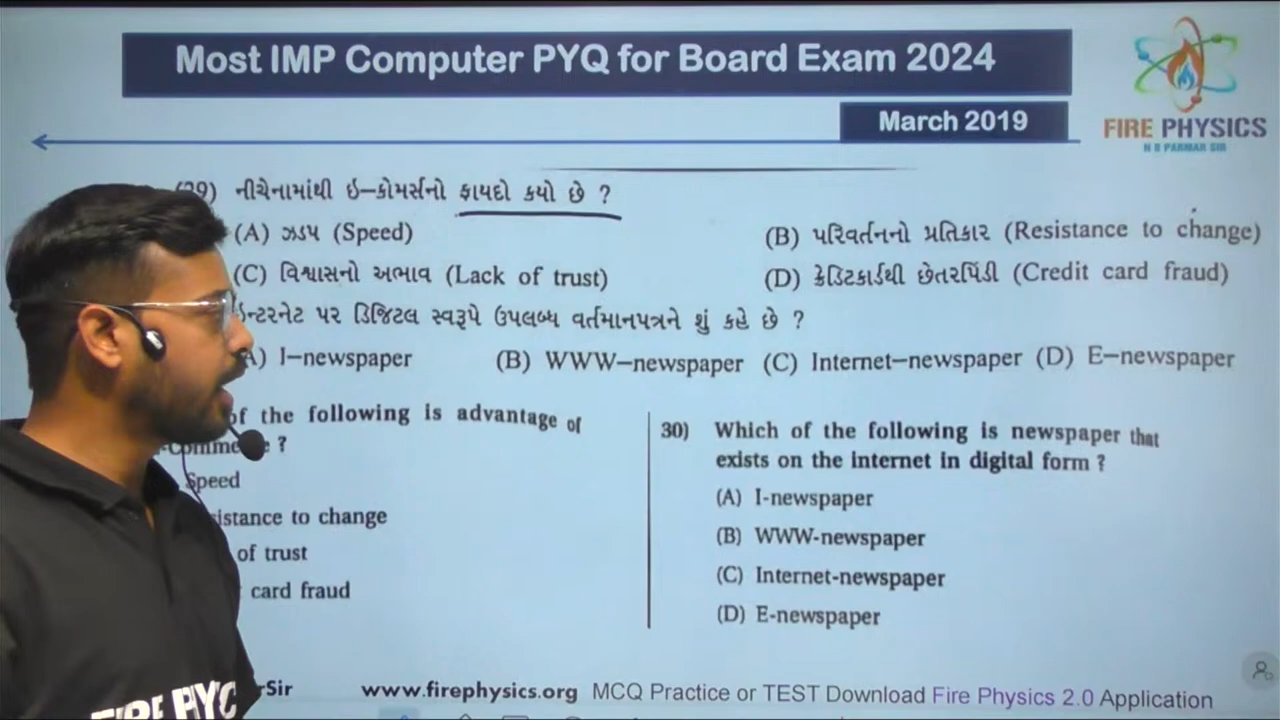 Most IMP Computer PYQ for Board Exam 2024
March 2019
FIRE PHYSICS
N B PARMAR SIR
29) નીચેનામાંથી ઇ–કોમર્સનો ફાયદો કયો છે ?
(A) ઝડપ (Speed)
(B) પરિવર્તનનો પ્રતિકાર (Resistance to change)
(C) વિશ્વાસનો અભાવ (Lack of trust)
(D) ક્રેડિટકાર્ડથી છેતરપિંડી (Credit card fraud)
ઇન્ટરનેટ પર ડિજિટલ સ્વરૂપે ઉપલબ્ધ વર્તમાનપત્રને શું કહે છે ?
A) I–newspaper (B) WWW–newspaper (C) Internet–newspaper (D) E–newspaper
of the following is advantage of
?
Speed
to change
of trust
card fraud
30) Which of the following is newspaper that
exists on the internet in digital form ?
(A) I-newspaper
(B) WWW-newspaper
(C) Internet-newspaper
(D) E-newspaper
Sir
www.firephysics.org MCQ Practice or TEST Download Fire Physics 2.0 Application
FIRE